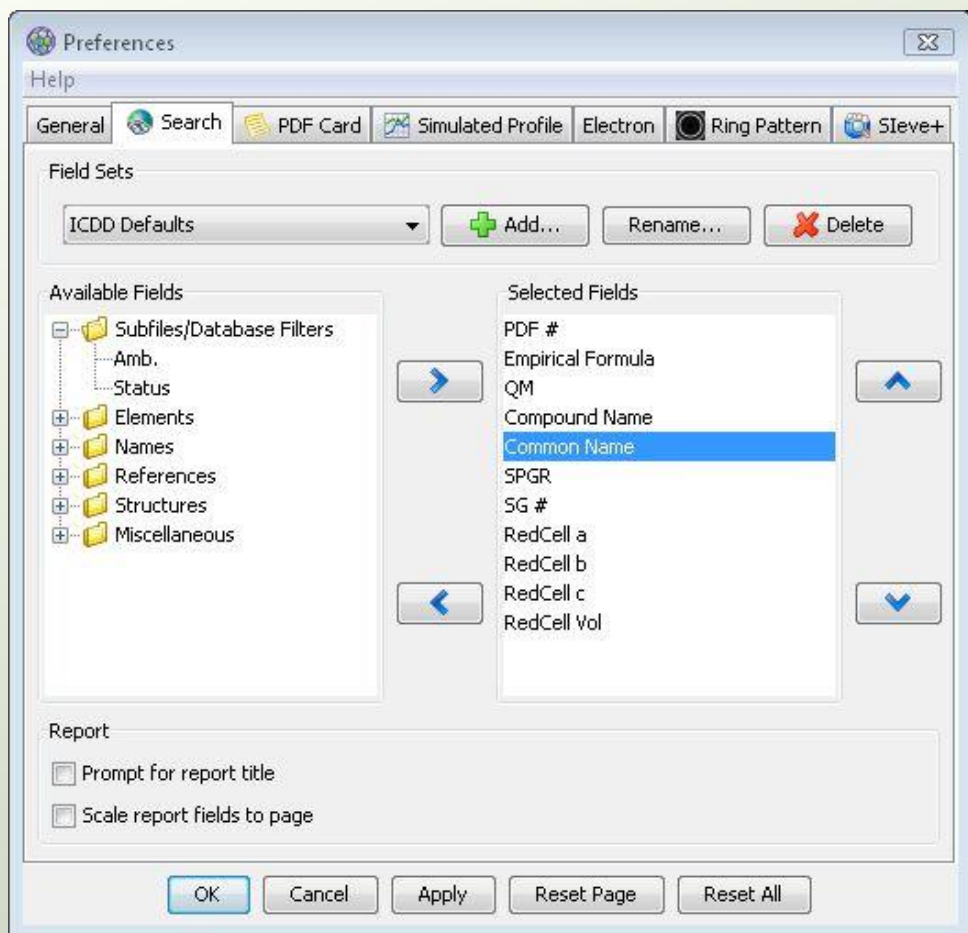 Preferences
Help
General Search PDF Card Simulated Profile Electron Ring Pattern SIeve+
Field Sets
ICDD Defaults Add... Rename... Delete
Available Fields
Subfiles/Database Filters
Amb.
Status
Elements
Names
References
Structures
Miscellaneous
Selected Fields
PDF #
Empirical Formula
QM
Compound Name
Common Name
SPGR
SG #
RedCell a
RedCell b
RedCell c
RedCell Vol
Report
Prompt for report title
Scale report fields to page
OK Cancel Apply Reset Page Reset All